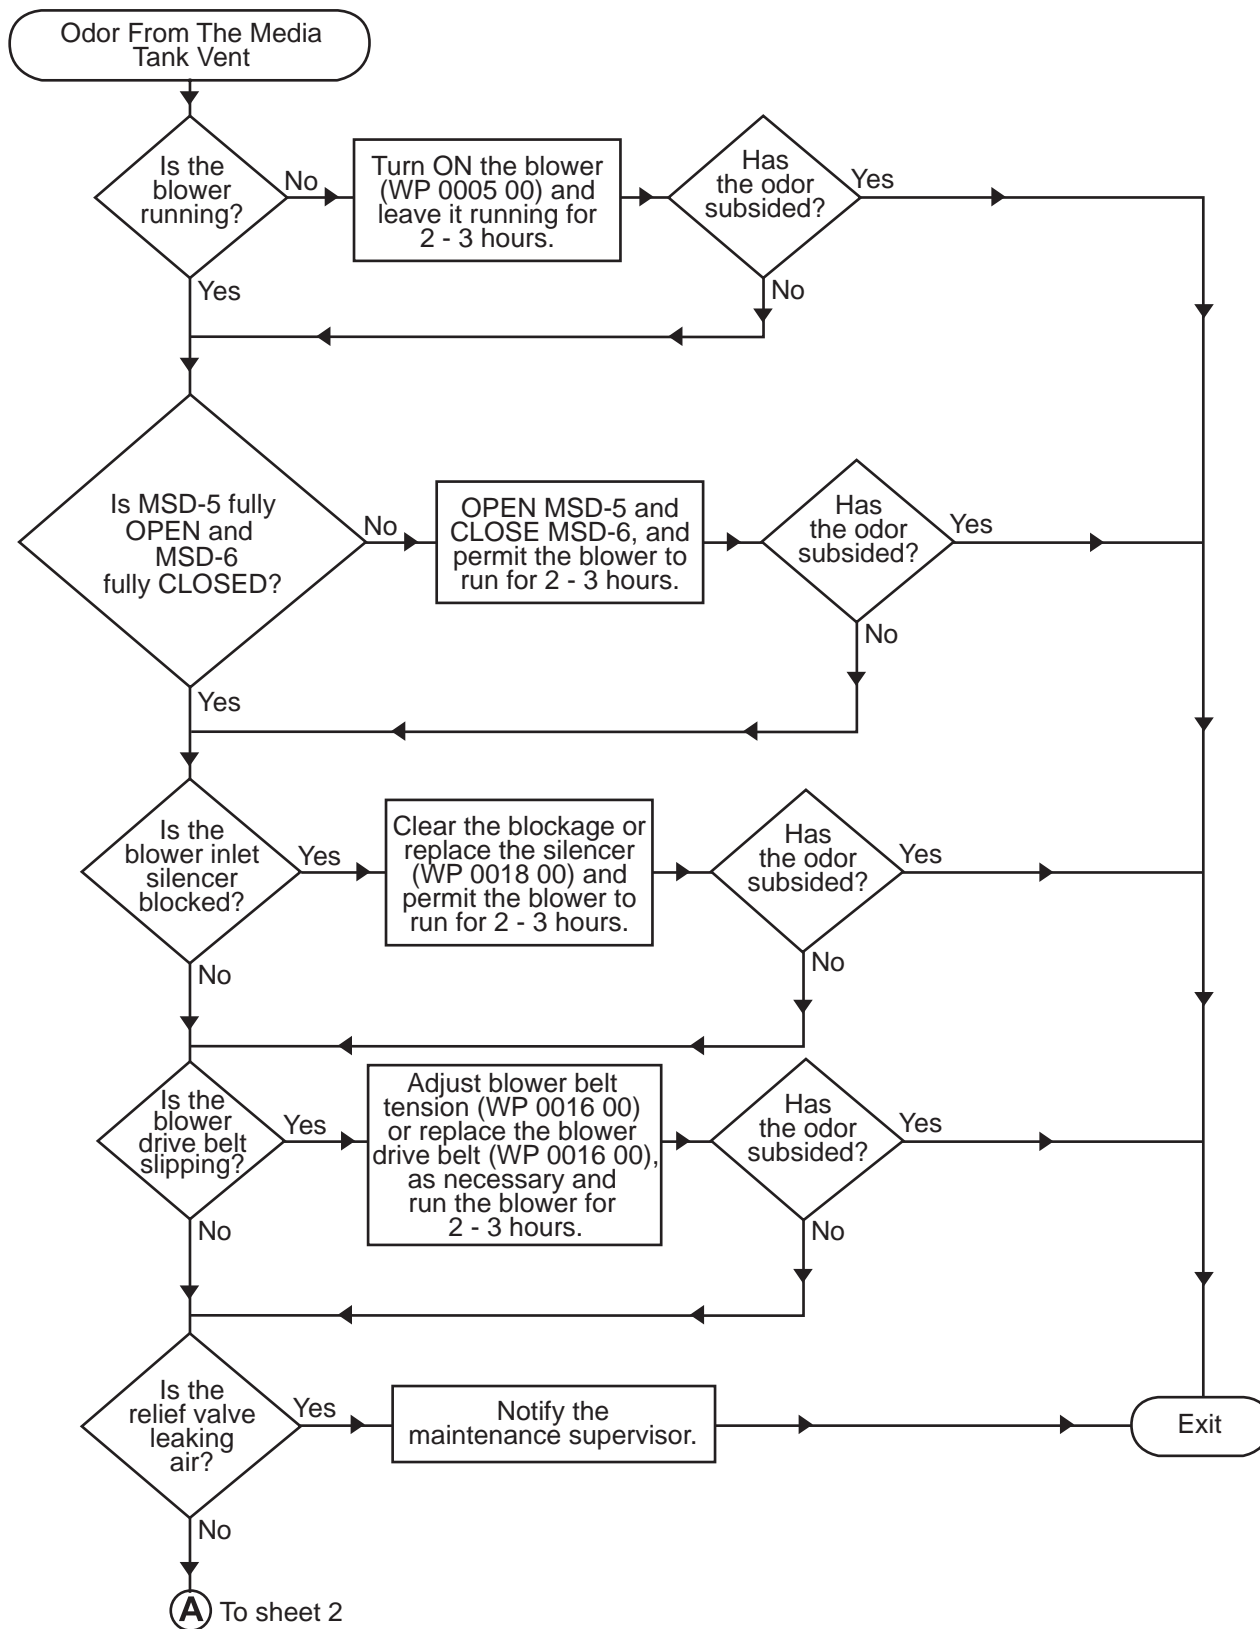 Odor From The Media
Tank Vent
Is the
blower
running?
No
Turn ON the blower
(WP 0005 00) and
leave it running for
2 - 3 hours.
Has
the odor
subsided?
Yes
Yes
No
Is MSD-5 fully
OPEN and
MSD-6
fully CLOSED?
No
OPEN MSD-5 and
CLOSE MSD-6, and
permit the blower to
run for 2 - 3 hours.
Has
the odor
subsided?
Yes
No
Yes
Is the
blower inlet
silencer
blocked?
Yes
Clear the blockage or
replace the silencer
(WP 0018 00) and
permit the blower to
run for 2 - 3 hours.
Has
the odor
subsided?
Yes
No
No
Is the
blower
drive belt
slipping?
Yes
Adjust blower belt
tension (WP 0016 00)
or replace the blower
drive belt (WP 0016 00),
as necessary and
run the blower for
2 - 3 hours.
Has
the odor
subsided?
Yes
No
No
Is the
relief valve
leaking
air?
Yes
Notify the
maintenance supervisor.
Exit
No
A To sheet 2